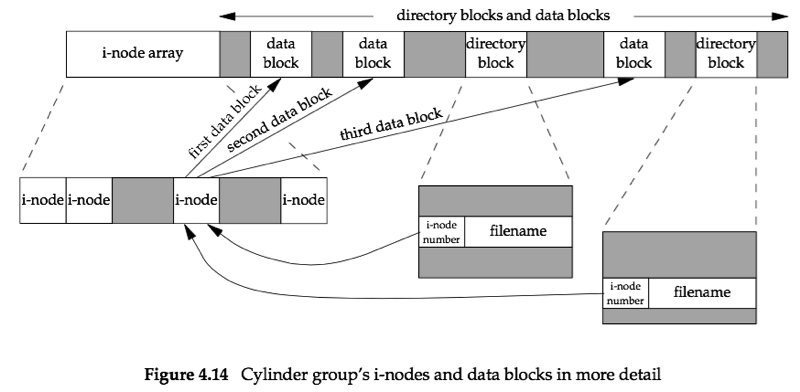 directory blocks and data blocks
i-node array
data
block
data
block
directory
block
data
block
directory
block
first data block
second data block
third data block
i-node
i-node
i-node
i-node
i-node
number
filename
i-node
number
filename
Figure 4.14 Cylinder group's i-nodes and data blocks in more detail